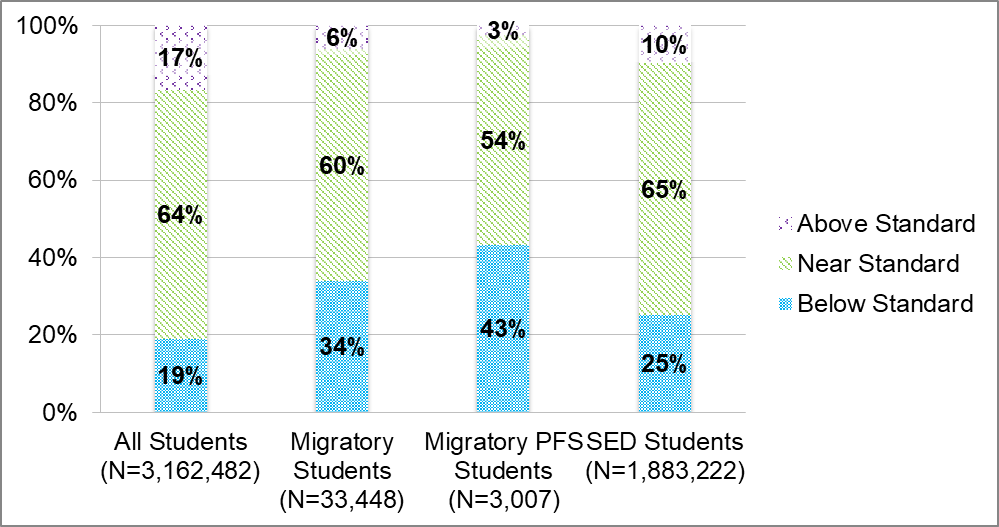 100%
80%
60%
40%
20%
0%
17%
64%
19%
6%
60%
34%
3%
54%
43%
10%
65%
25%
All Students
(N=3,162,482)
Migratory
Students
(N=33,448)
Migratory PFS
Students
(N=3,007)
SED Students
(N=1,883,222)
Above Standard
Near Standard
Below Standard